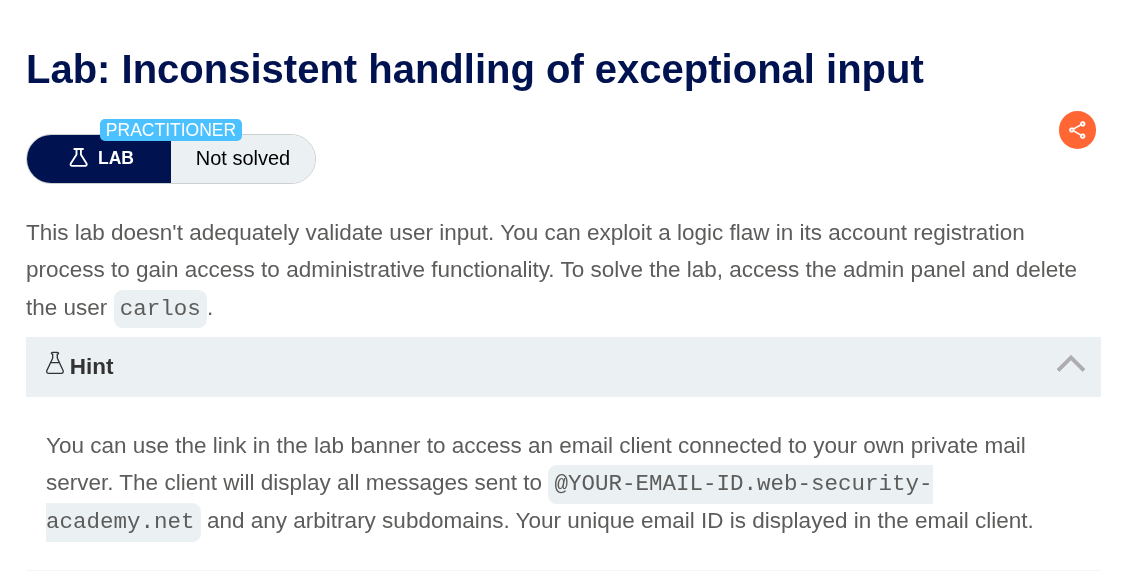 Lab: Inconsistent handling of exceptional input
PRACTITIONER
LAB Not solved
This lab doesn't adequately validate user input. You can exploit a logic flaw in its account registration
process to gain access to administrative functionality. To solve the lab, access the admin panel and delete
the user carlos.
Hint
You can use the link in the lab banner to access an email client connected to your own private mail
server. The client will display all messages sent to @YOUR-EMAIL-ID.web-security-
academy.net and any arbitrary subdomains. Your unique email ID is displayed in the email client.